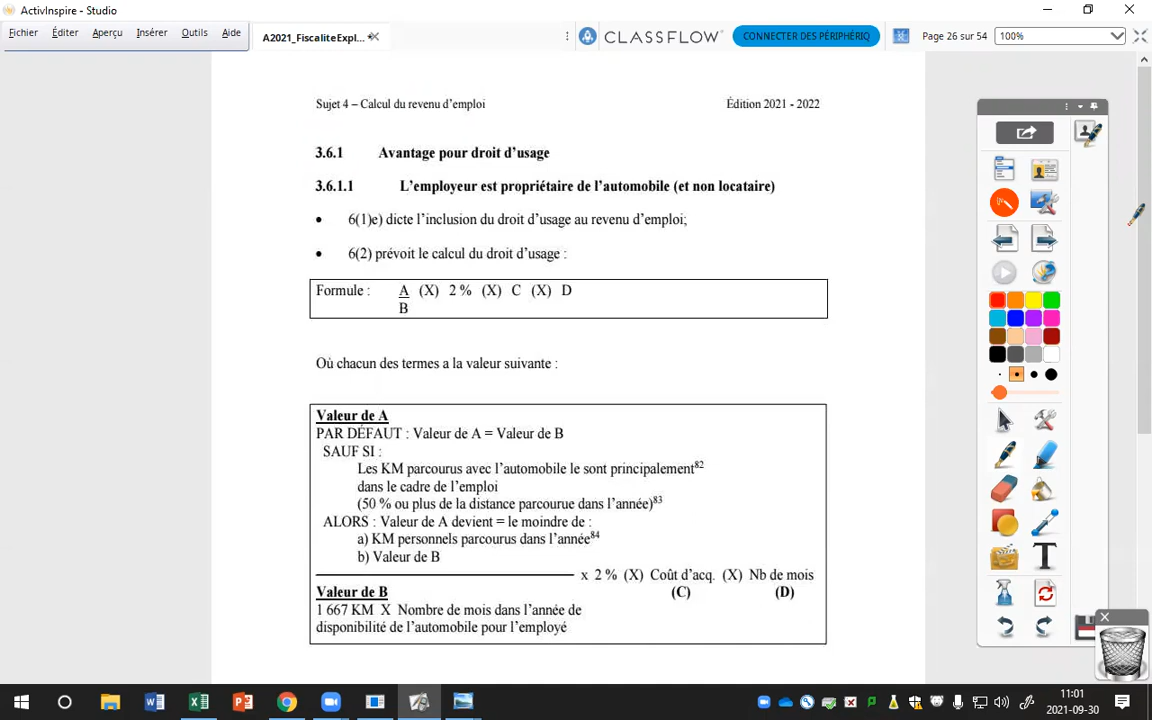 ActivInspire - Studio
Fichier Éditer Aperçu Insérer Outils Aide
A2021_FiscaliteExpl...
CLASSFLOW
CONNECTER DES PÉRIPHÉRIQ
Page 26 sur 54
100%
Sujet 4 – Calcul du revenu d'emploi Édition 2021 - 2022
3.6.1 Avantage pour droit d'usage
3.6.1.1 L'employeur est propriétaire de l'automobile (et non locataire)
• 6(1)e) dicte l'inclusion du droit d'usage au revenu d'emploi;
• 6(2) prévoit le calcul du droit d'usage :
Formule : A (X) 2 % (X) C (X) D
B
Où chacun des termes a la valeur suivante :
Valeur de A
PAR DÉFAUT : Valeur de A = Valeur de B
SAUF SI :
Les KM parcourus avec l'automobile le sont principalement82
dans le cadre de l'emploi
(50 % ou plus de la distance parcourue dans l'année)83
ALORS : Valeur de A devient = le moindre de :
a) KM personnels parcourus dans l'année84
b) Valeur de B
x 2 % (X) Coût d'acq. (X) Nb de mois
Valeur de B (C) (D)
1 667 KM X Nombre de mois dans l'année de
disponibilité de l'automobile pour l'employé
11:01
2021-09-30